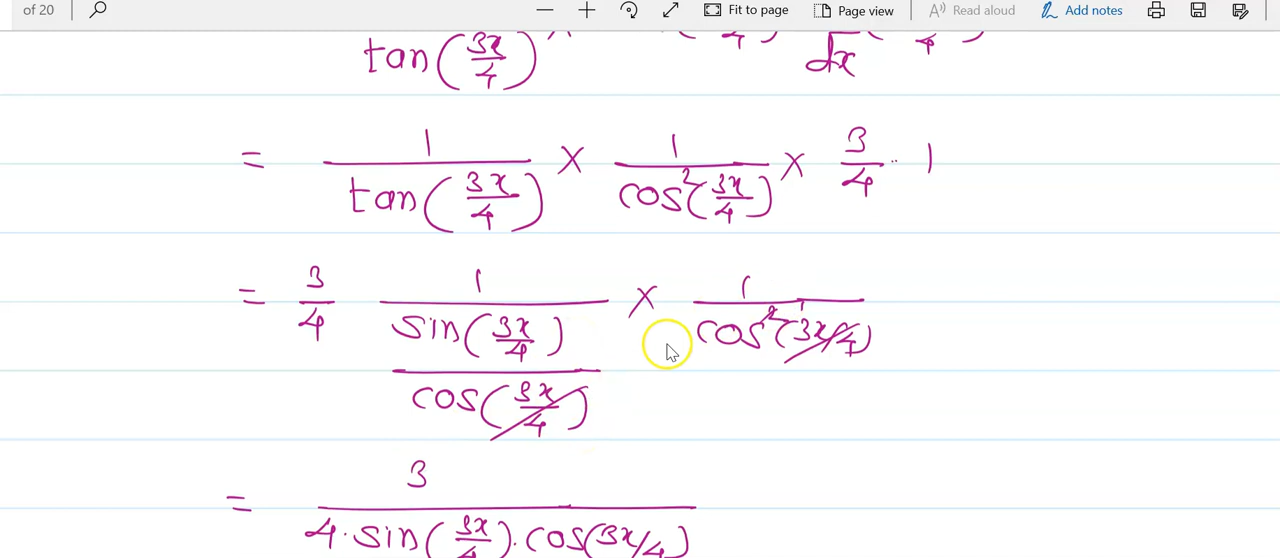 of 20 Fit to page Page view Read aloud Add notes
tan(3x/4) × dx
= 1/tan(3x/4) × 1/cos²(3x/4) × 3/4 · 1
= 3/4 1/(sin(3x/4)/cos(3x/4)) × 1/cos²(3x/4)
= 3/(4·sin(3x/4)·cos(3x/4))